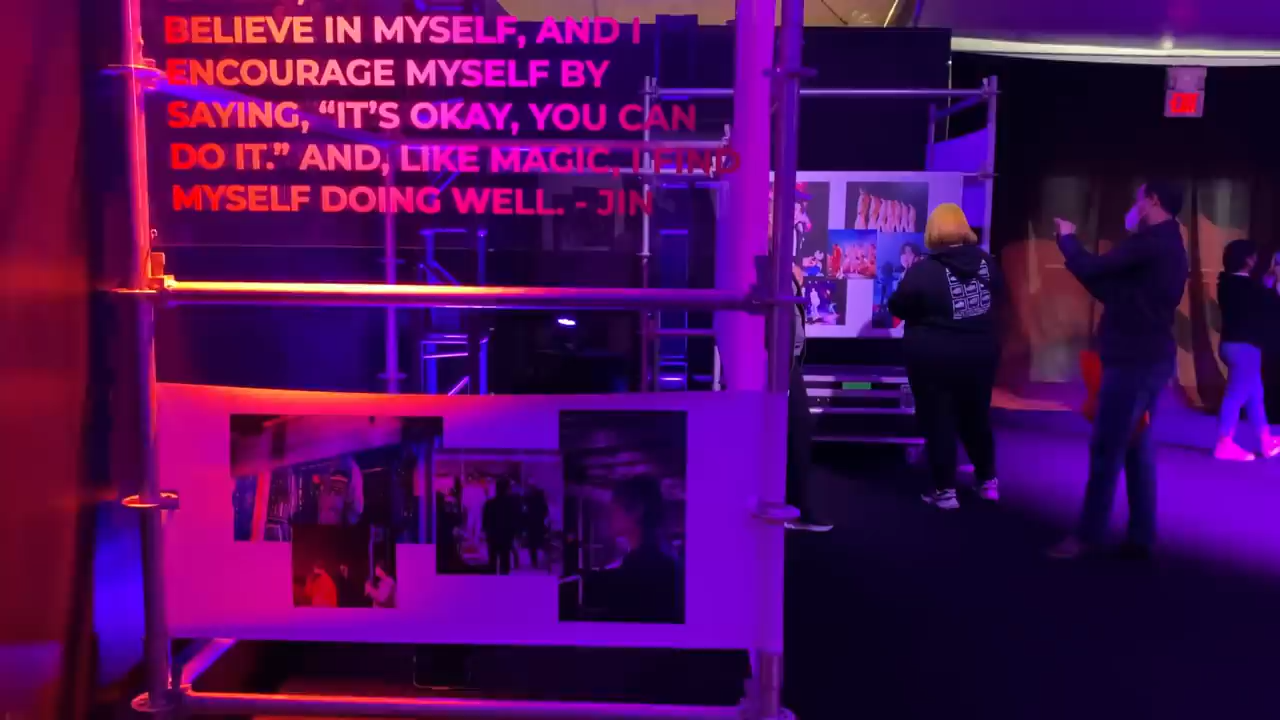 BELIEVE IN MYSELF, AND I
ENCOURAGE MYSELF BY
SAYING, “IT’S OKAY, YOU CAN
DO IT.” AND, LIKE MAGIC, I FIND
MYSELF DOING WELL. - JIN
EXIT